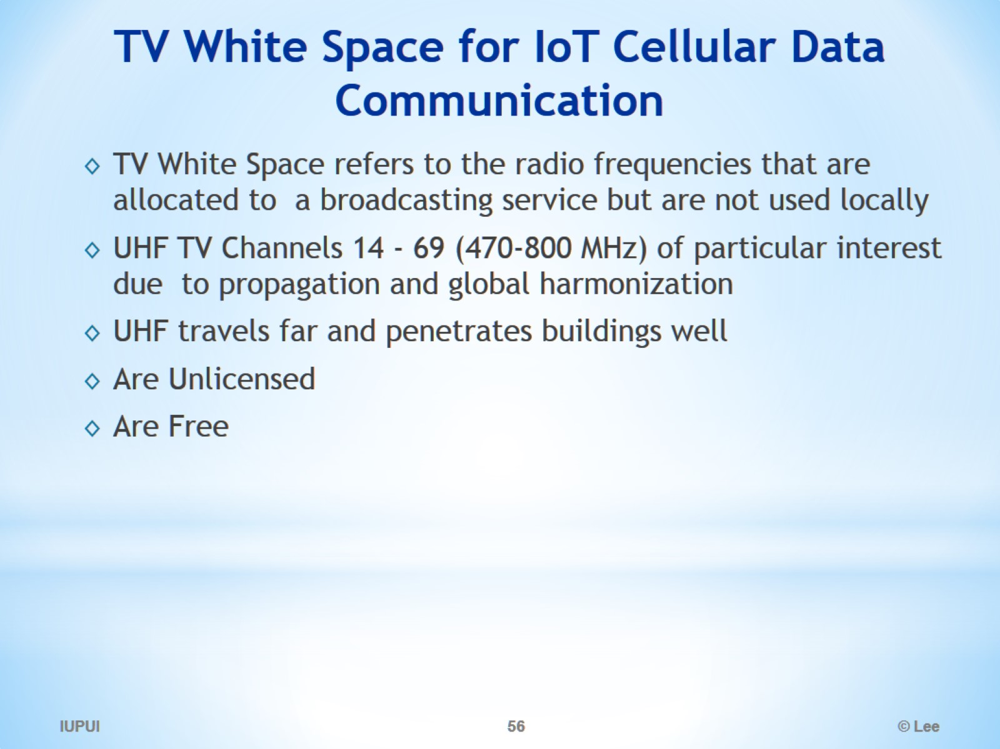 TV White Space for IoT Cellular Data
Communication
◇ TV White Space refers to the radio frequencies that are
allocated to  a broadcasting service but are not used locally
◇ UHF TV Channels 14 - 69 (470-800 MHz) of particular interest
due  to propagation and global harmonization
◇ UHF travels far and penetrates buildings well
◇ Are Unlicensed
◇ Are Free
IUPUI 56 © Lee